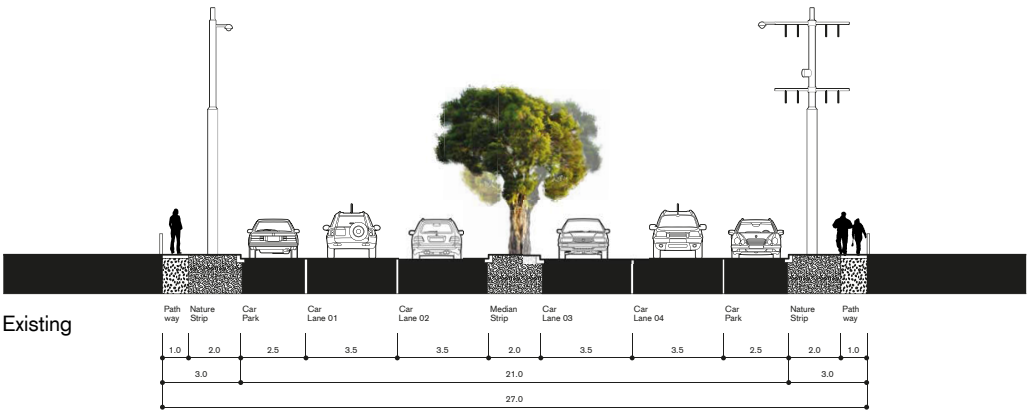 Existing
Path
way
Nature
Strip
Car
Park
Car
Lane 01
Car
Lane 02
Median
Strip
Car
Lane 03
Car
Lane 04
Car
Park
Nature
Strip
Path
way
1.0 2.0 2.5 3.5 3.5 2.0 3.5 3.5 2.5 2.0 1.0
3.0 21.0 3.0
27.0